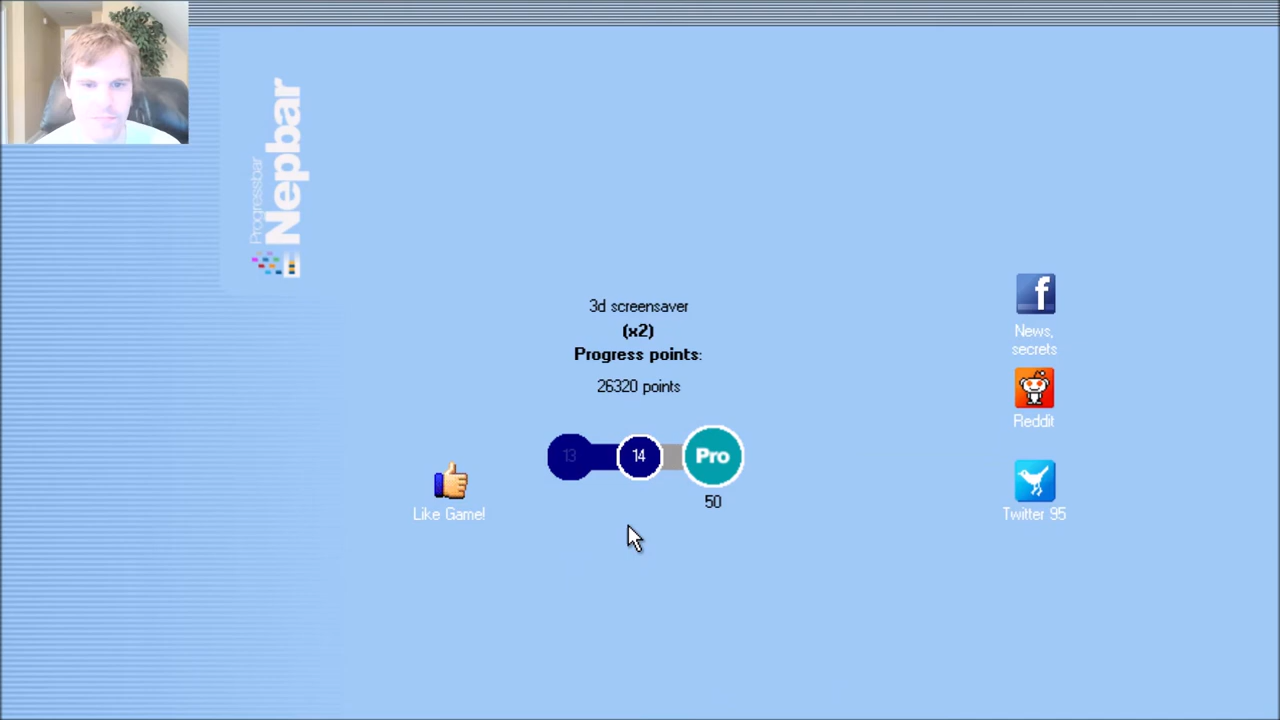 Progressbar
Nepbar
3d screensaver
(x2)
Progress points:
26320 points
13
14
Pro
50
Like Game!
f
News,
secrets
Reddit
Twitter 95